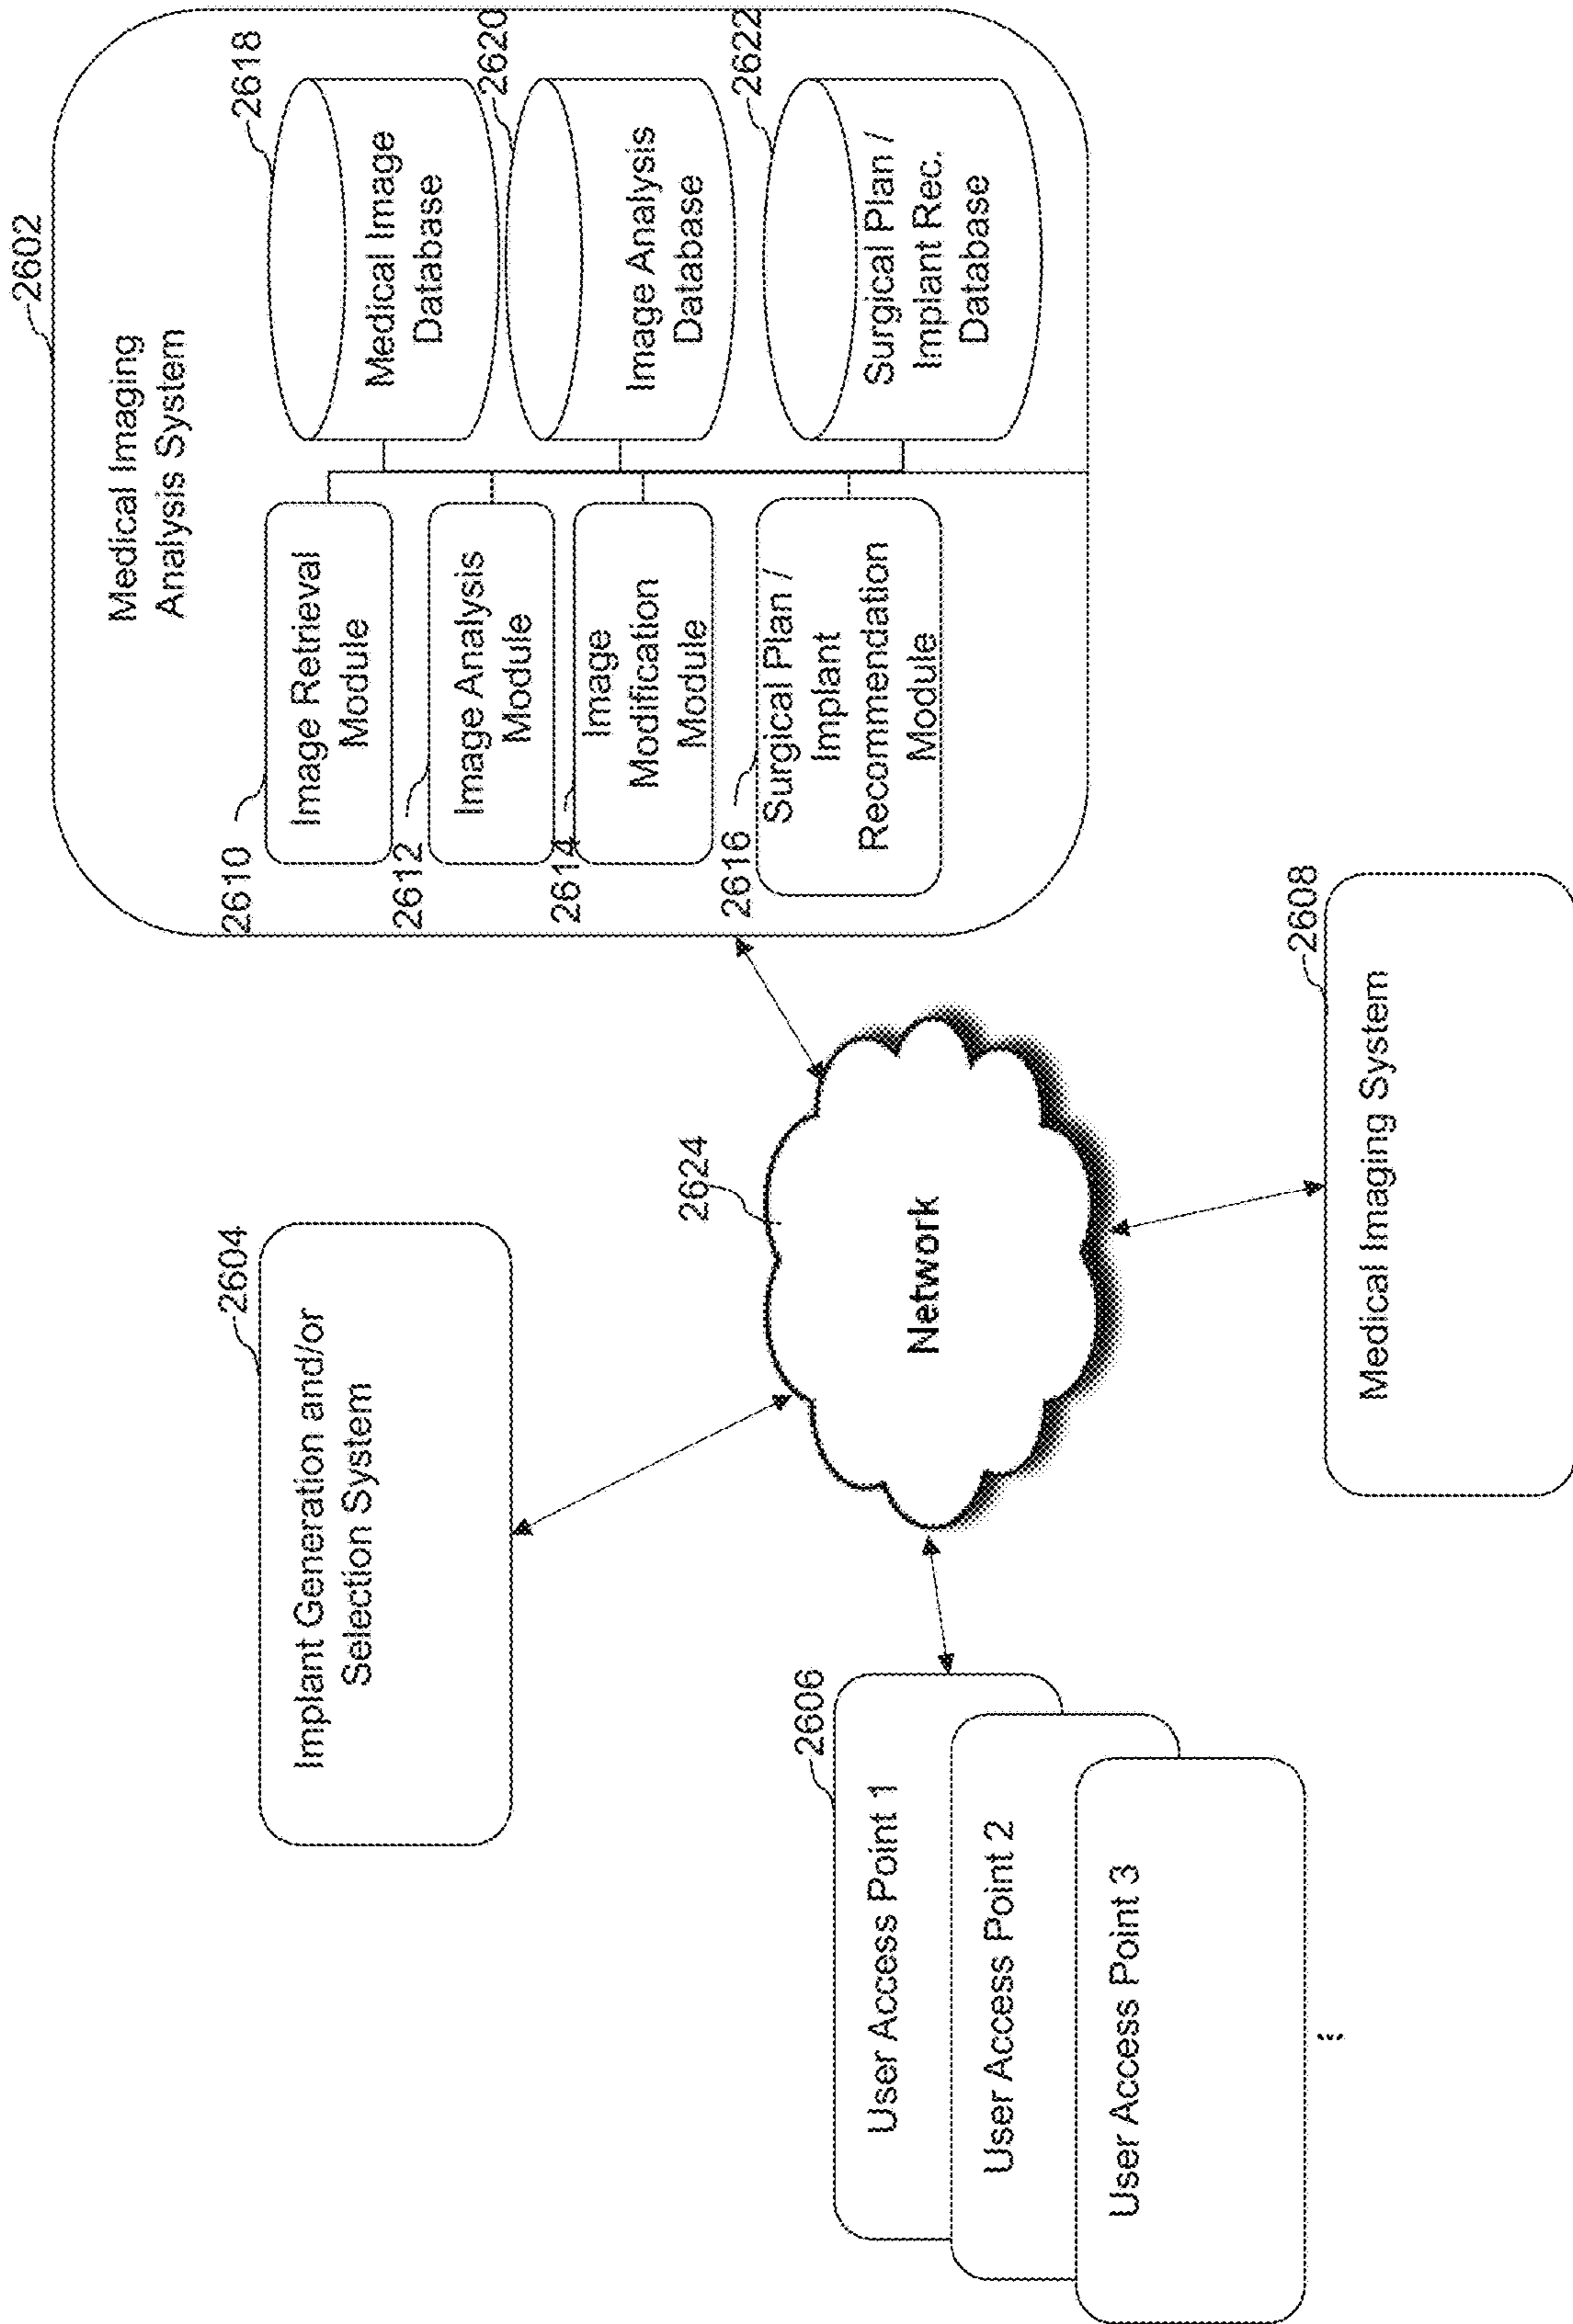 2602
Medical Imaging
Analysis System
2604
Implant Generation and/or
Selection System
2610
Image Retrieval
Module
2618
Medical Image
Database
2612
Image Analysis
Module
2620
Image Analysis
Database
2614
Image
Modification
Module
2616
Surgical Plan /
Implant
Recommendation
Module
2622
Surgical Plan /
Implant Rec.
Database
2624
Network
2606
User Access Point 1
User Access Point 2
User Access Point 3
...
2608
Medical Imaging System